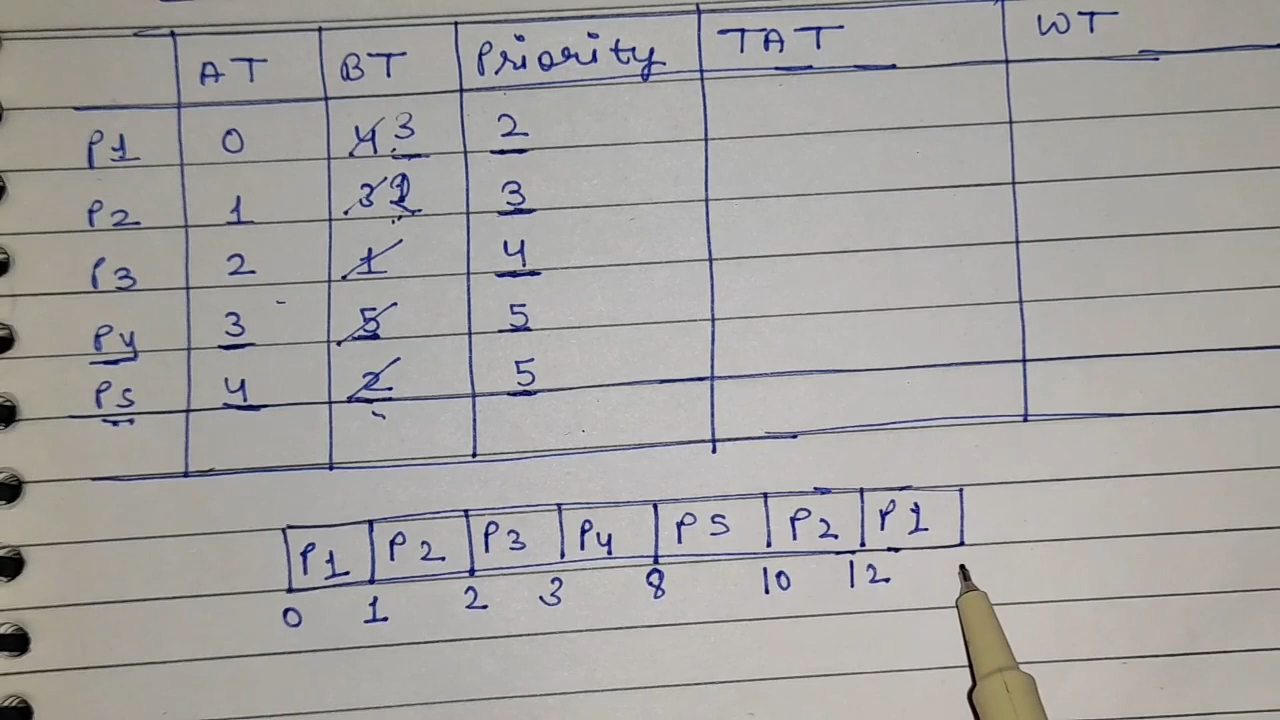 AT BT Priority TAT WT
P1 0 4 3 2
P2 1 3 2 3
P3 2 1 4
P4 3 5 5
P5 4 2 5
P1 P2 P3 P4 P5 P2 P1
0 1 2 3 8 10 12